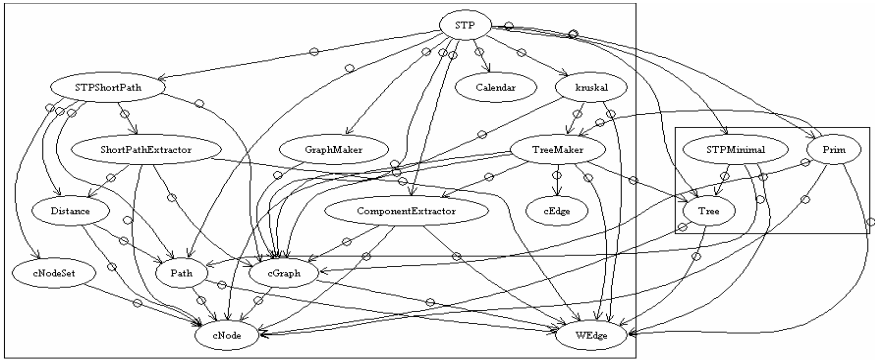 STP
STPShortPath
Calendar
kruskal
ShortPathExtractor
GraphMaker
TreeMaker
STPMinimal
Prim
Distance
ComponentExtractor
cEdge
Tree
cNodeSet
Path
cGraph
cNode
WEdge